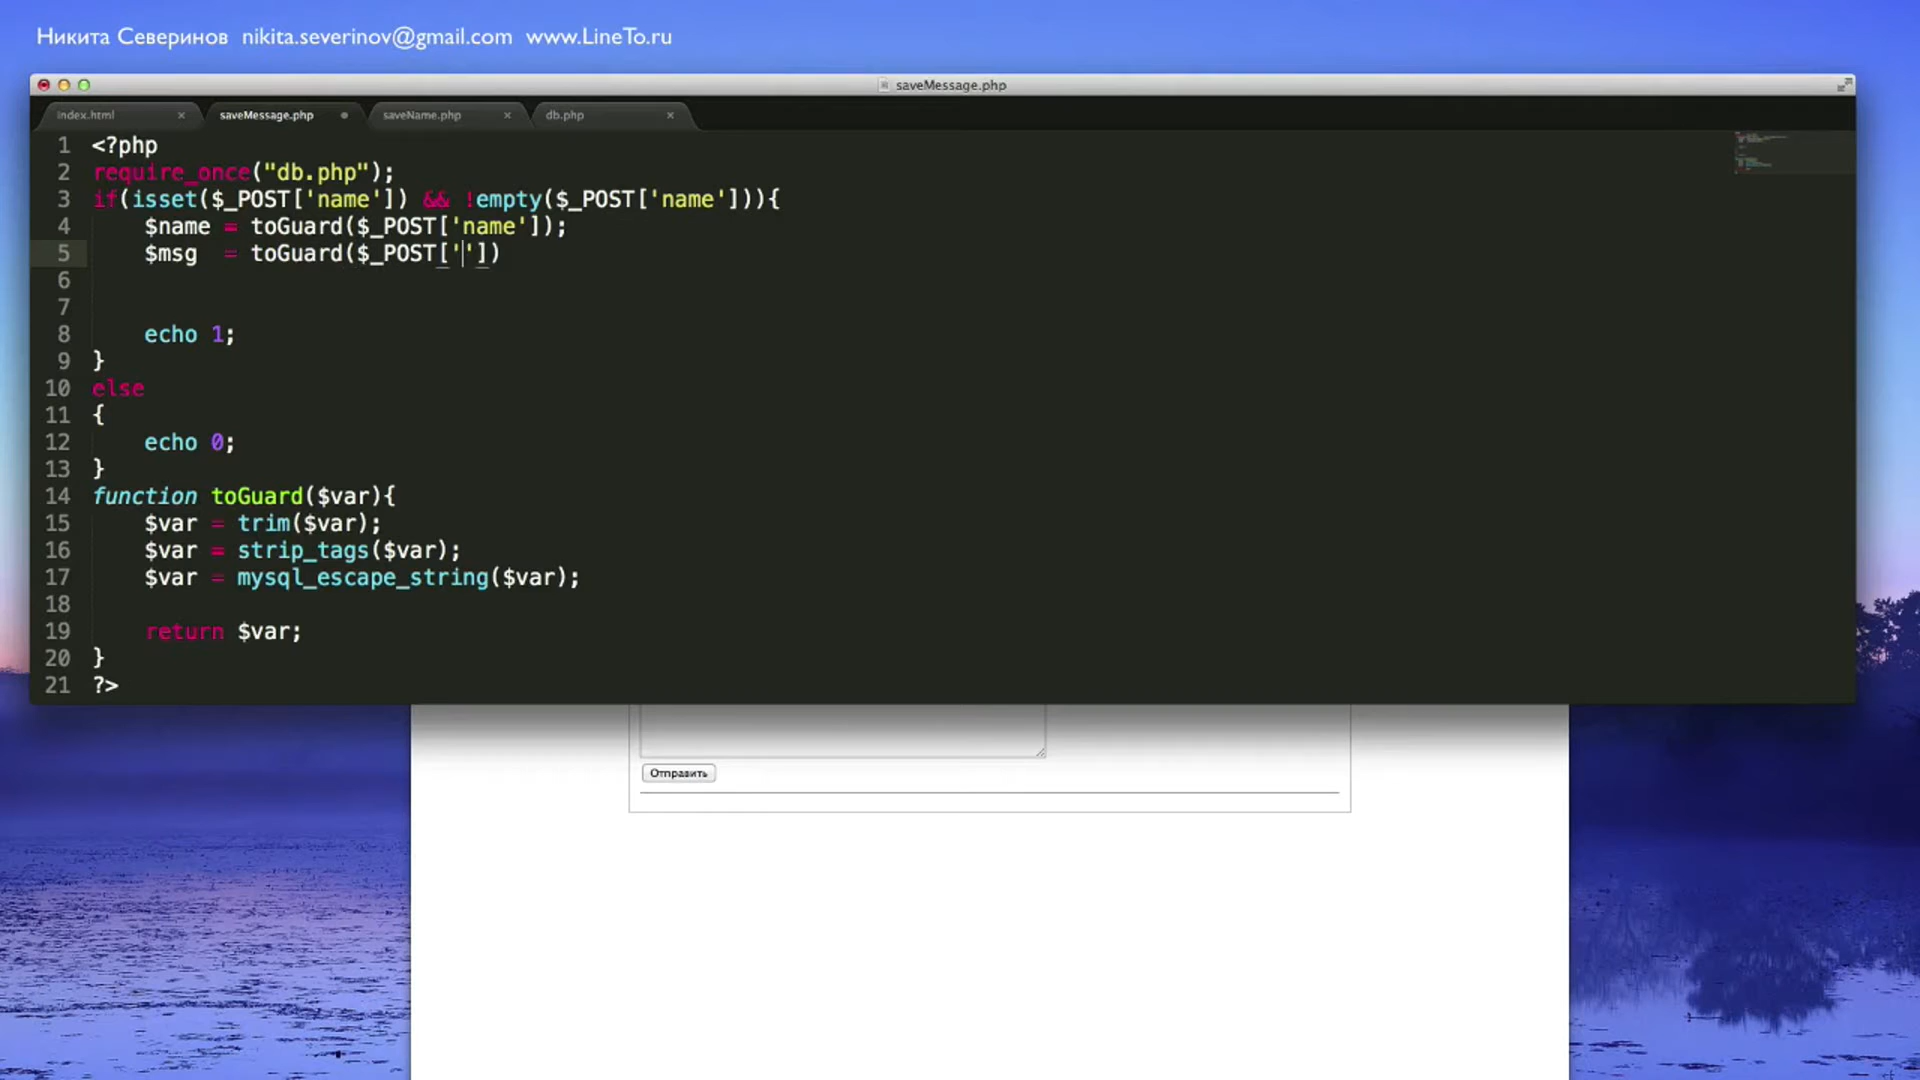 Никита Северинов nikita.severinov@gmail.com www.LineTo.ru
saveMessage.php
index.html saveMessage.php saveName.php db.php
1 <?php
2 require_once("db.php");
3 if(isset($_POST['name']) && !empty($_POST['name'])){
4 $name = toGuard($_POST['name']);
5 $msg = toGuard($_POST[''])
6
7
8 echo 1;
9 }
10 else
11 {
12 echo 0;
13 }
14 function toGuard($var){
15 $var = trim($var);
16 $var = strip_tags($var);
17 $var = mysql_escape_string($var);
18
19 return $var;
20 }
21 ?>
Отправить